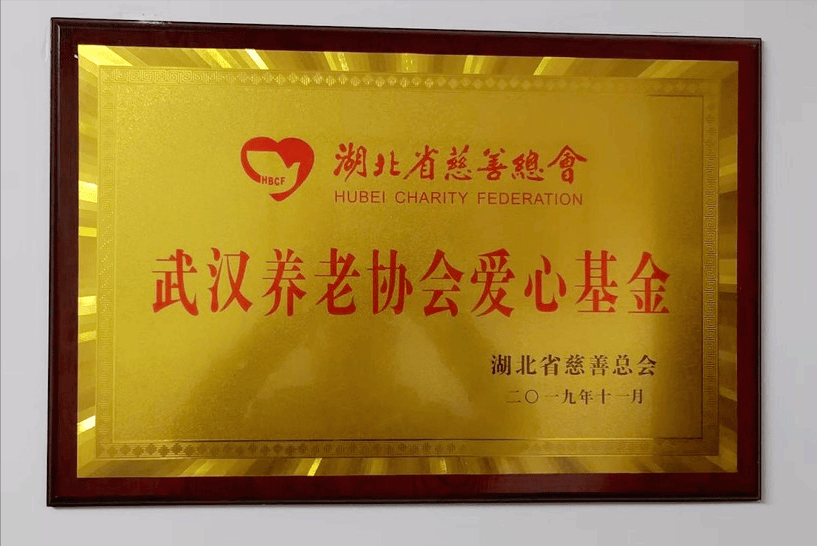 HBCF
湖北省慈善總會
HUBEI CHARITY FEDERATION
武汉养老协会爱心基金
湖北省慈善总会
二〇一九年十一月